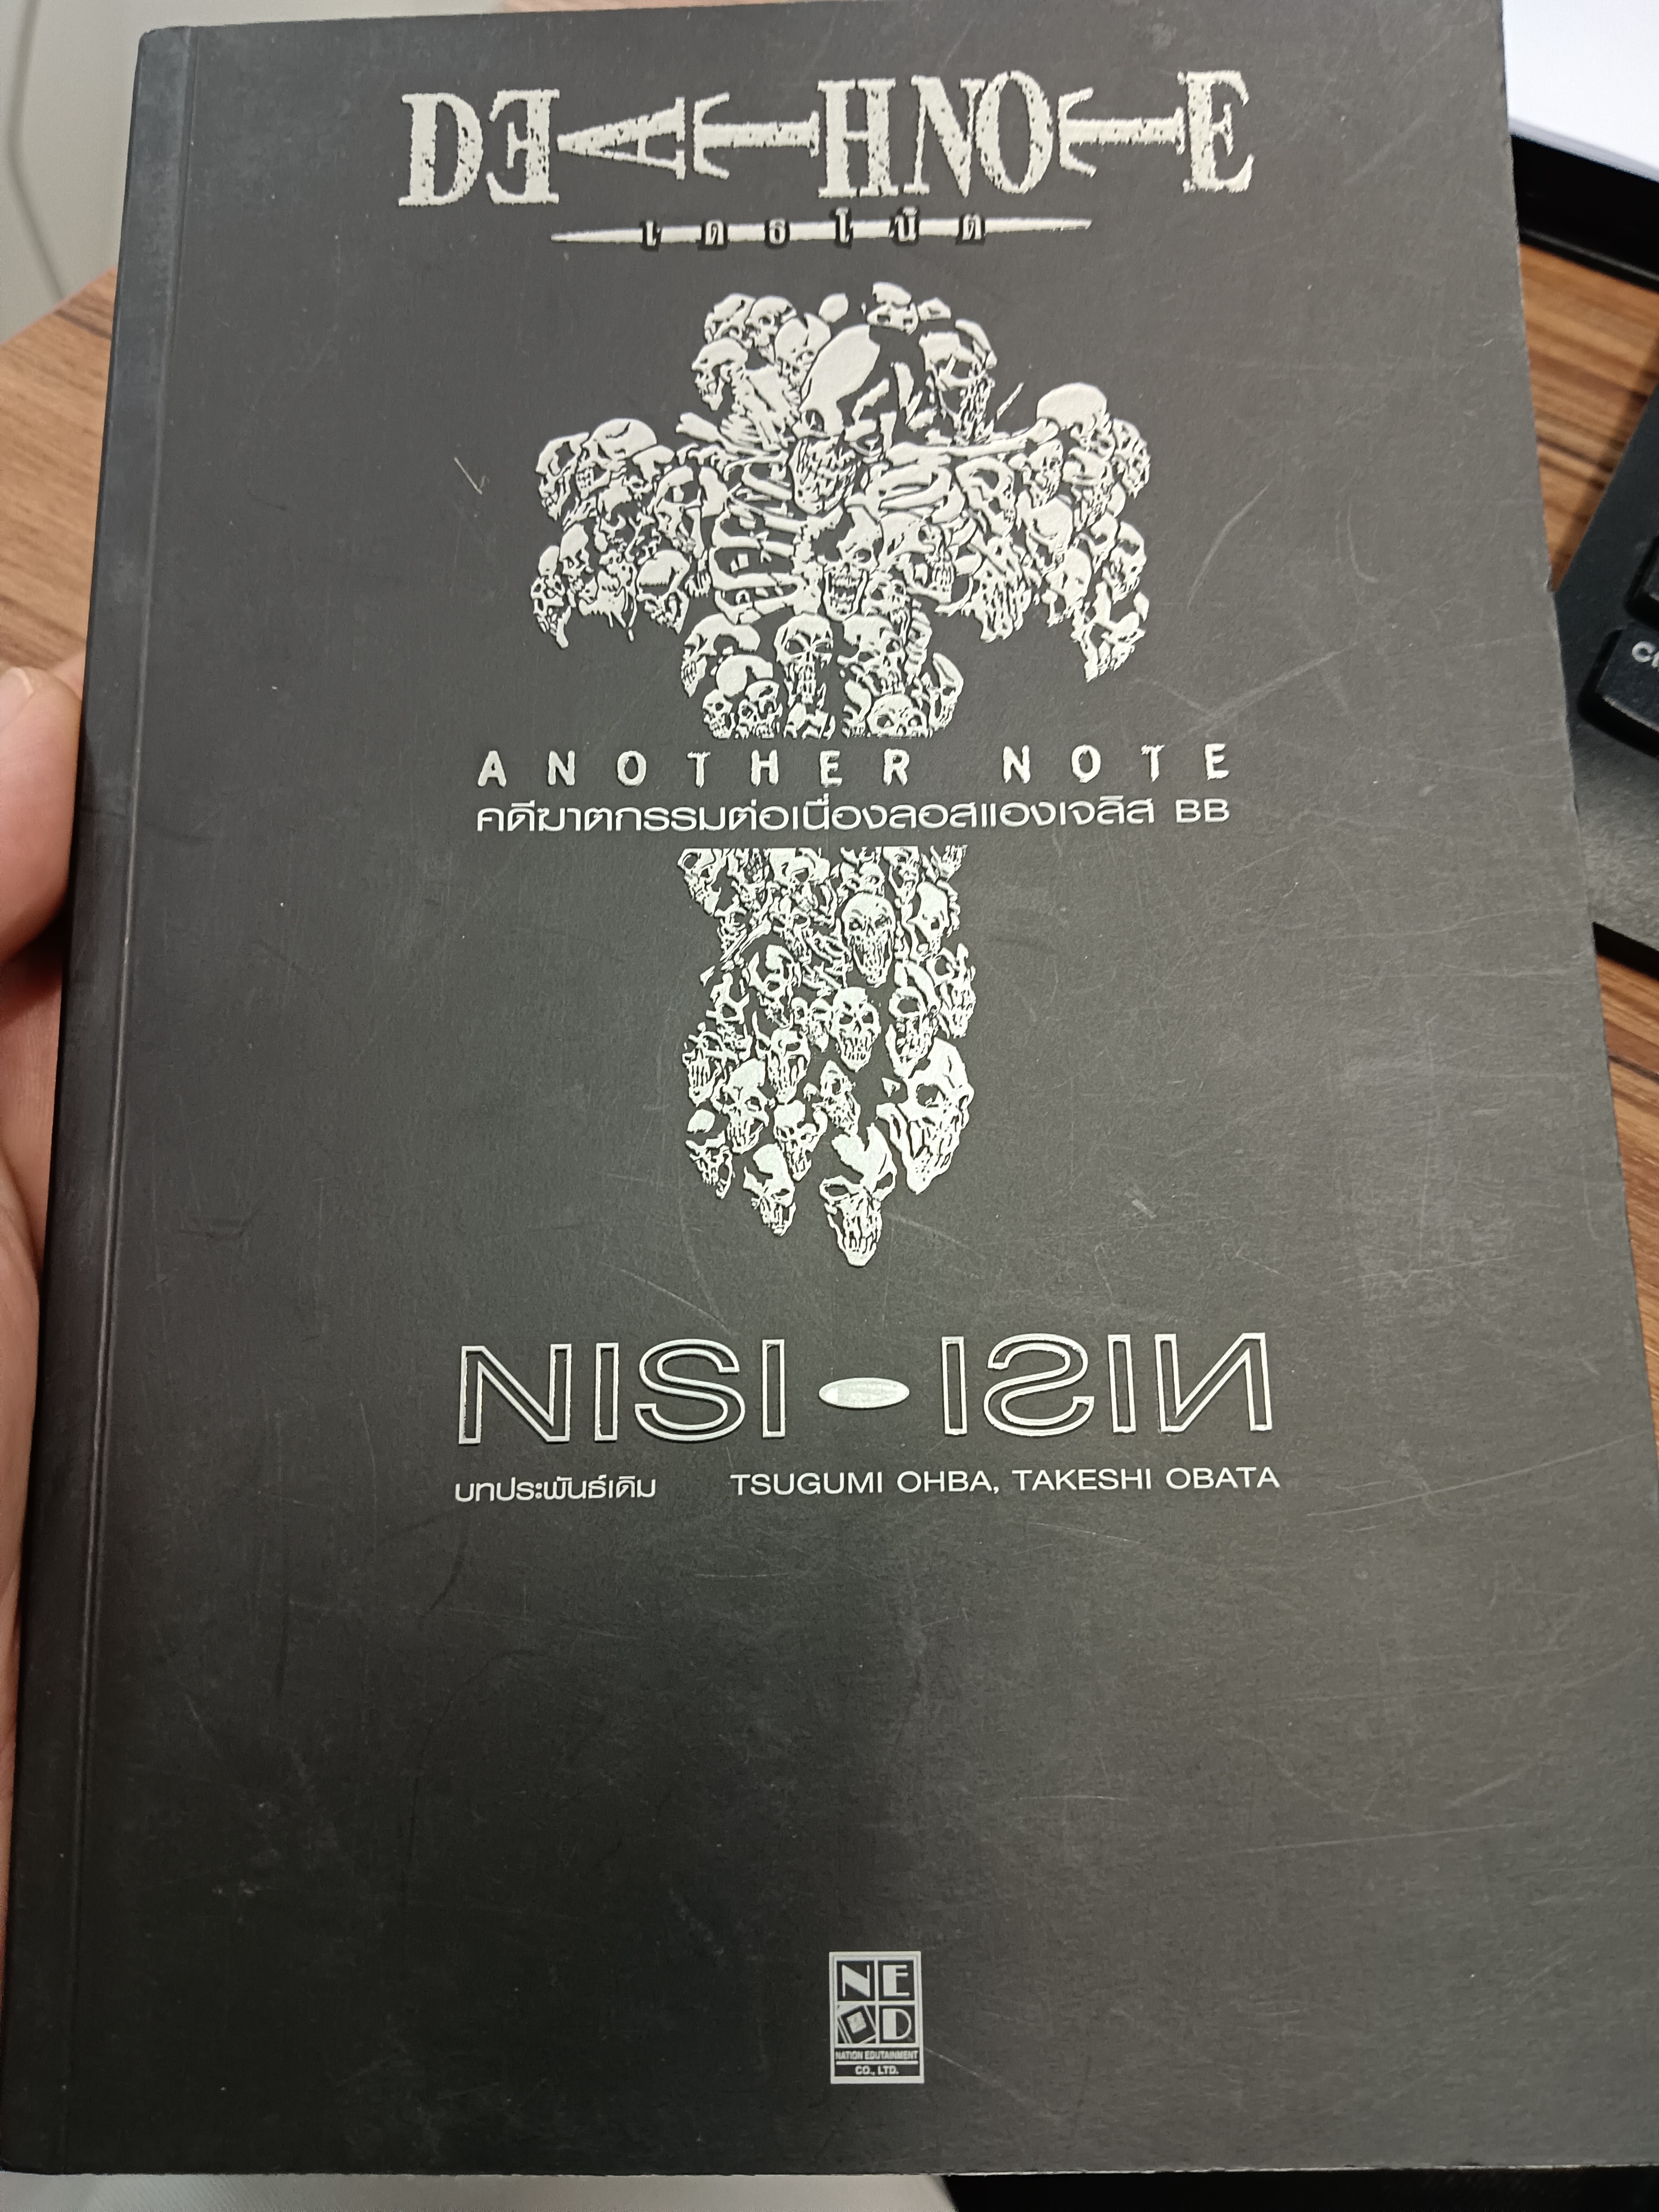 DEATHNOTE
เดธโน้ต
ANOTHER NOTE
คดีฆาตกรรมต่อเนื่องลอสแองเจลิส BB
NISI-ISIN
บทประพันธ์เดิม TSUGUMI OHBA, TAKESHI OBATA
NED
NATION EDUTAINMENT
CO., LTD.